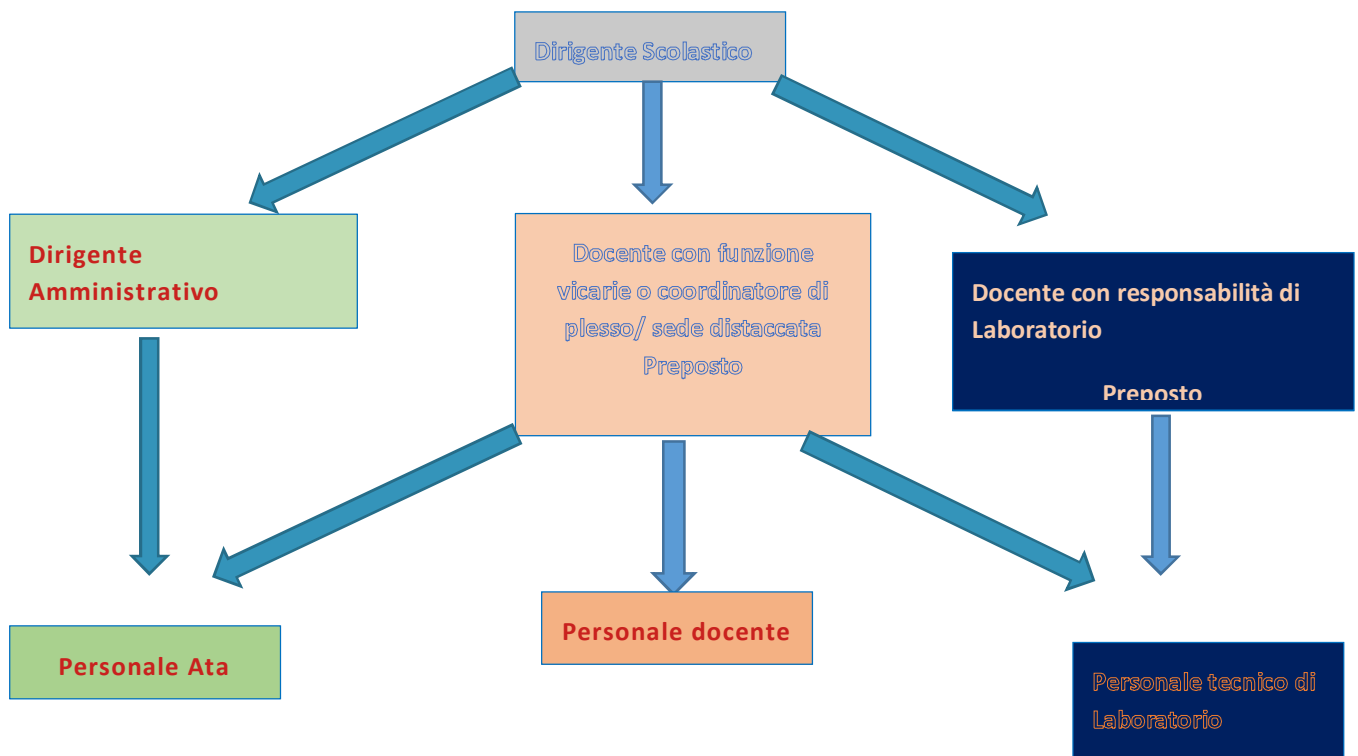 Dirigente Scolastico
Dirigente
Amministrativo
Docente con funzione
vicarie o coordinatore di
plesso/ sede distaccata
Preposto
Docente con responsabilità di
Laboratorio
Preposto
Personale Ata
Personale docente
Personale tecnico di
Laboratorio